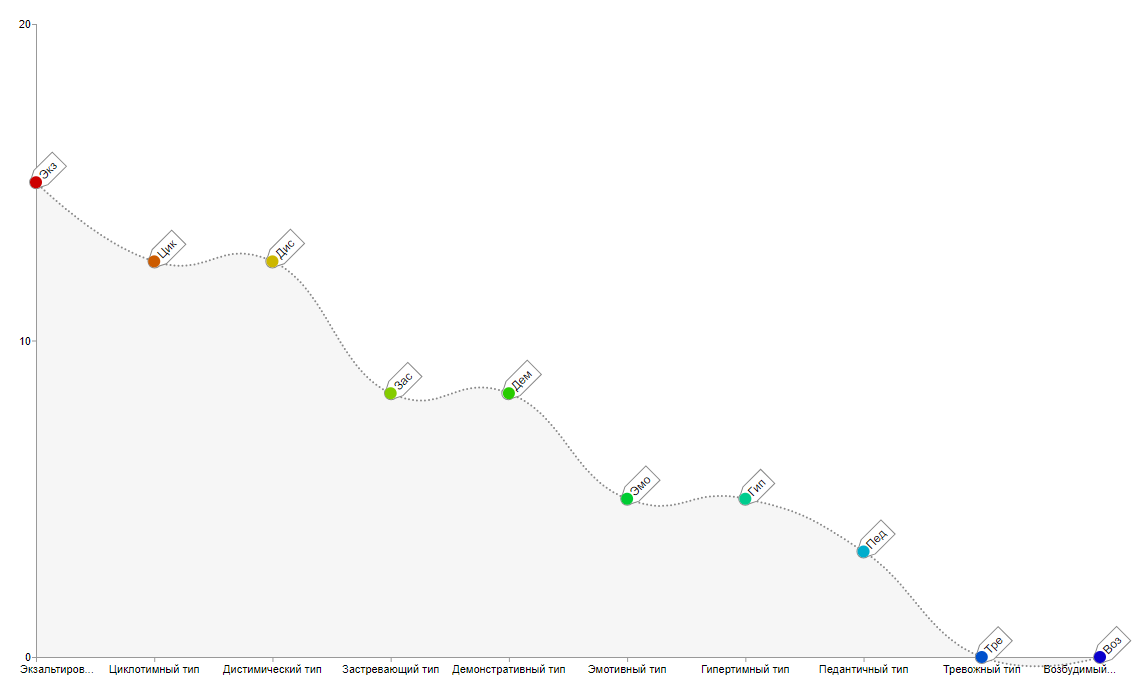 20
Экз
Цик
Дис
10
Зас
Дем
Эмо
Гип
Пед
Тре
Воз
0
Экзальтиров... Циклотимный тип Дистимический тип Застревающий тип Демонстративный тип Эмотивный тип Гипертимный тип Педантичный тип Тревожный тип Возбудимый...